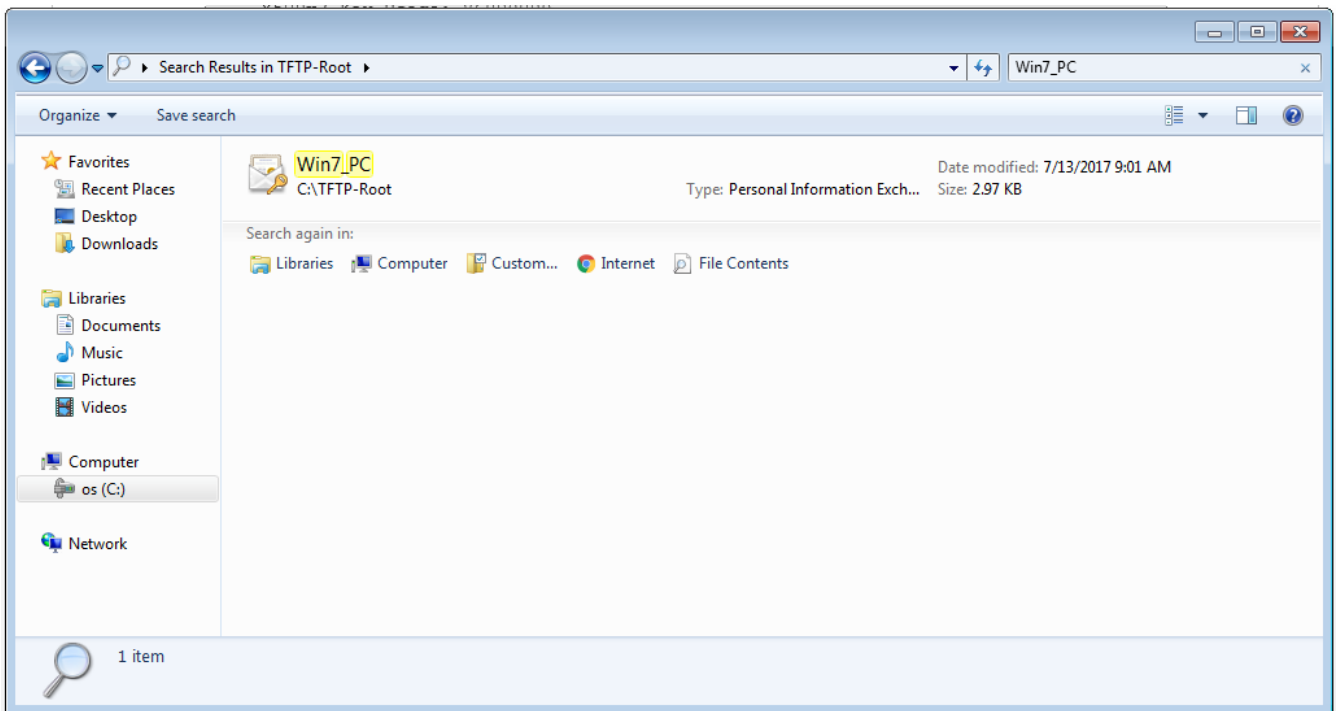 Search Results in TFTP-Root
Win7_PC
Organize
Save search
Favorites
Recent Places
Desktop
Downloads
Libraries
Documents
Music
Pictures
Videos
Computer
os (C:)
Network
Win7_PC
C:\TFTP-Root
Type: Personal Information Exch...
Date modified: 7/13/2017 9:01 AM
Size: 2.97 KB
Search again in:
Libraries
Computer
Custom...
Internet
File Contents
1 item